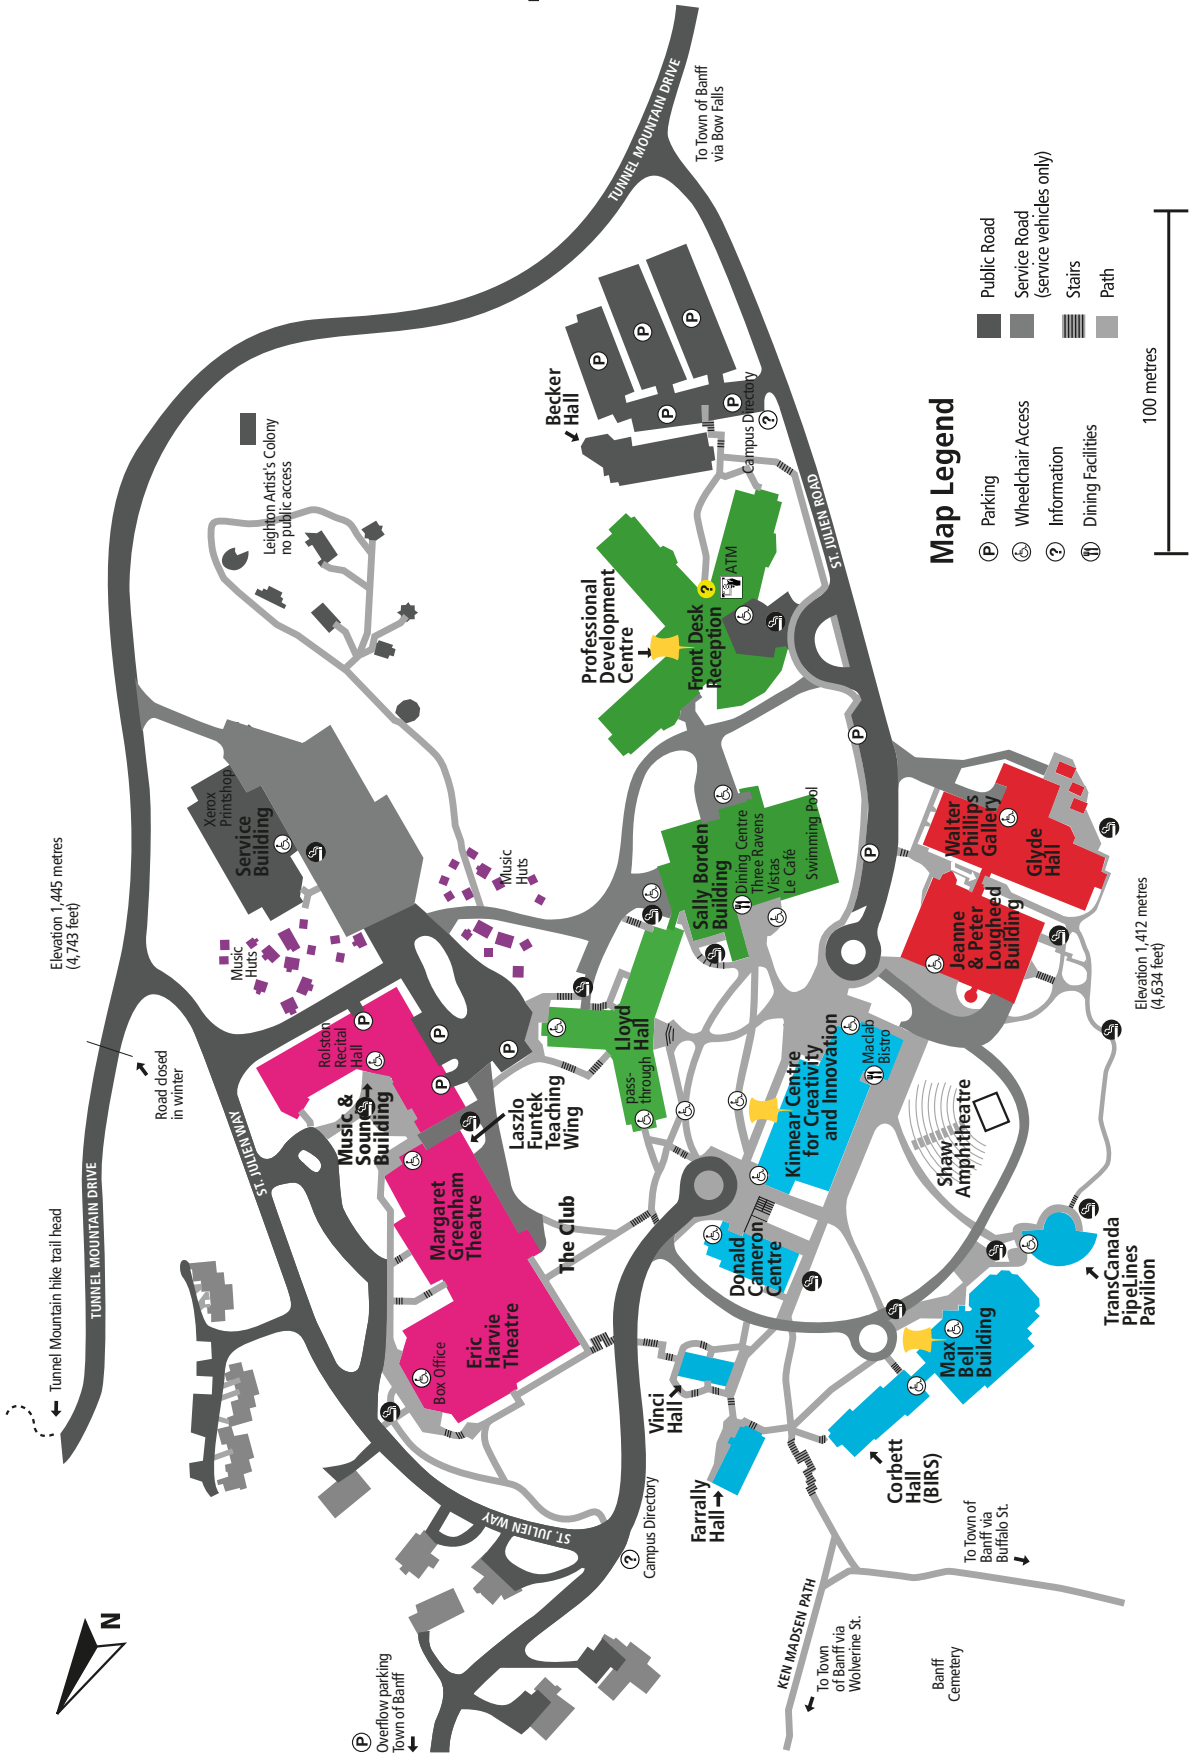 Tunnel Mountain hike trail head
TUNNEL MOUNTAIN DRIVE
Road closed
in winter
Elevation 1,445 metres
(4,743 feet)
TUNNEL MOUNTAIN DRIVE
To Town of Banff
via Bow Falls
Leighton Artist's Colony
no public access
Xerox
Printshop
Service
Building
Music
Huts
Music
Huts
ST. JULIEN WAY
Rolston
Recital
Hall
Music &
Sound
Building
Laszlo
Funtek
Teaching
Wing
Margaret
Greenham
Theatre
The Club
Eric
Harvie
Theatre
Box Office
ST. JULIEN WAY
Campus Directory
Overflow parking
Town of Banff
P
N
Becker
Hall
Campus Directory
Professional
Development
Centre
Front Desk
Reception
ATM
ST. JULIEN ROAD
Sally Borden
Building
Dining Centre
Three Ravens
Vistas
Le Café
Swimming Pool
Lloyd
Hall
pass-
through
Kinnear Centre
for Creativity
and Innovation
Maclab
Bistro
Donald
Cameron
Centre
Vinci
Hall
Farrally
Hall
Corbett
Hall
(BIRS)
Max
Bell
Building
TransCanada
PipeLines
Pavilion
Shaw
Amphitheatre
Jeanne
& Peter
Lougheed
Building
Walter
Phillips
Gallery
Glyde
Hall
Elevation 1,412 metres
(4,634 feet)
KEN MADSEN PATH
To Town
of Banff via
Wolverine St.
To Town of
Banff via
Buffalo St.
Banff
Cemetery
Map Legend
P Parking
Wheelchair Access
? Information
Dining Facilities
Public Road
Service Road
(service vehicles only)
Stairs
Path
100 metres